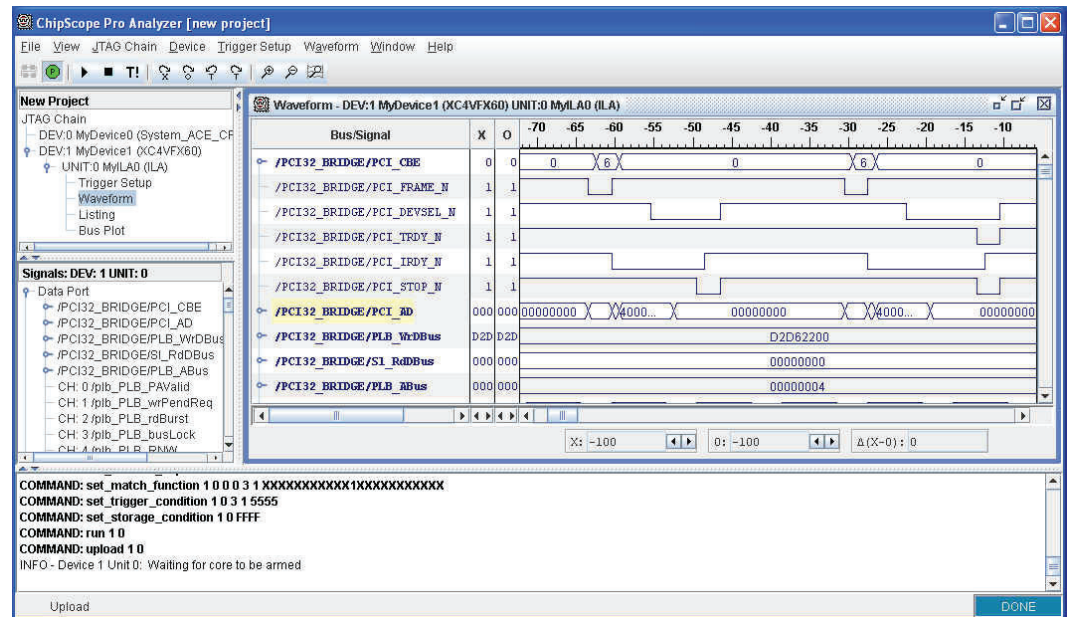 ChipScope Pro Analyzer [new project]
File View JTAG Chain Device Trigger Setup Waveform Window Help
T!
New Project
JTAG Chain
DEV:0 MyDevice0 (System_ACE_CF
DEV:1 MyDevice1 (XC4VFX60)
UNIT:0 MyILA0 (ILA)
Trigger Setup
Waveform
Listing
Bus Plot
Signals: DEV: 1 UNIT: 0
Data Port
/PCI32_BRIDGE/PCI_CBE
/PCI32_BRIDGE/PCI_AD
/PCI32_BRIDGE/PLB_WrDBus
/PCI32_BRIDGE/Sl_RdDBus
/PCI32_BRIDGE/PLB_ABus
CH: 0 /plb_PLB_PAValid
CH: 1 /plb_PLB_wrPendReq
CH: 2 /plb_PLB_rdBurst
CH: 3 /plb_PLB_busLock
CH: 4 /plb_PLB_RNW
Waveform - DEV:1 MyDevice1 (XC4VFX60) UNIT:0 MyILA0 (ILA)
Bus/Signal X O -70 -65 -60 -55 -50 -45 -40 -35 -30 -25 -20 -15 -10
/PCI32_BRIDGE/PCI_CBE 0 0 0 6 0 6 0
/PCI32_BRIDGE/PCI_FRAME_N 1 1
/PCI32_BRIDGE/PCI_DEVSEL_N 1 1
/PCI32_BRIDGE/PCI_TRDY_N 1 1
/PCI32_BRIDGE/PCI_IRDY_N 1 1
/PCI32_BRIDGE/PCI_STOP_N 1 1
/PCI32_BRIDGE/PCI_AD 000 000 00000000 4000... 00000000 4000... 00000000
/PCI32_BRIDGE/PLB_WrDBus D2D D2D D2D62200
/PCI32_BRIDGE/Sl_RdDBus 000 000 00000000
/PCI32_BRIDGE/PLB_ABus 000 000 00000004
X: -100 O: -100 Δ(X-O): 0
COMMAND: set_match_function 1 0 0 0 3 1 XXXXXXXXXXX1XXXXXXXXXXX
COMMAND: set_trigger_condition 1 0 3 1 5555
COMMAND: set_storage_condition 1 0 FFFF
COMMAND: run 1 0
COMMAND: upload 1 0
INFO - Device 1 Unit 0: Waiting for core to be armed
Upload
DONE